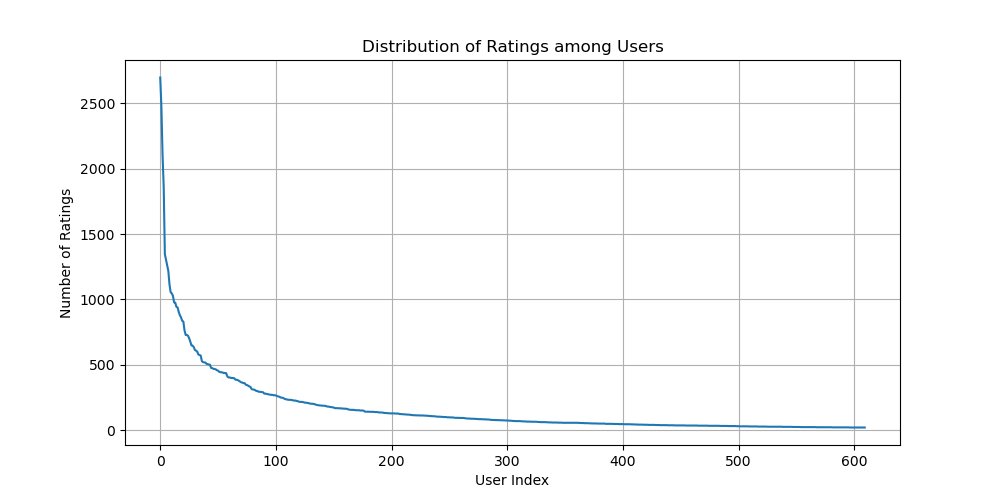 Distribution of Ratings among Users
Number of Ratings
2500
2000
1500
1000
500
0
0 100 200 300 400 500 600
User Index